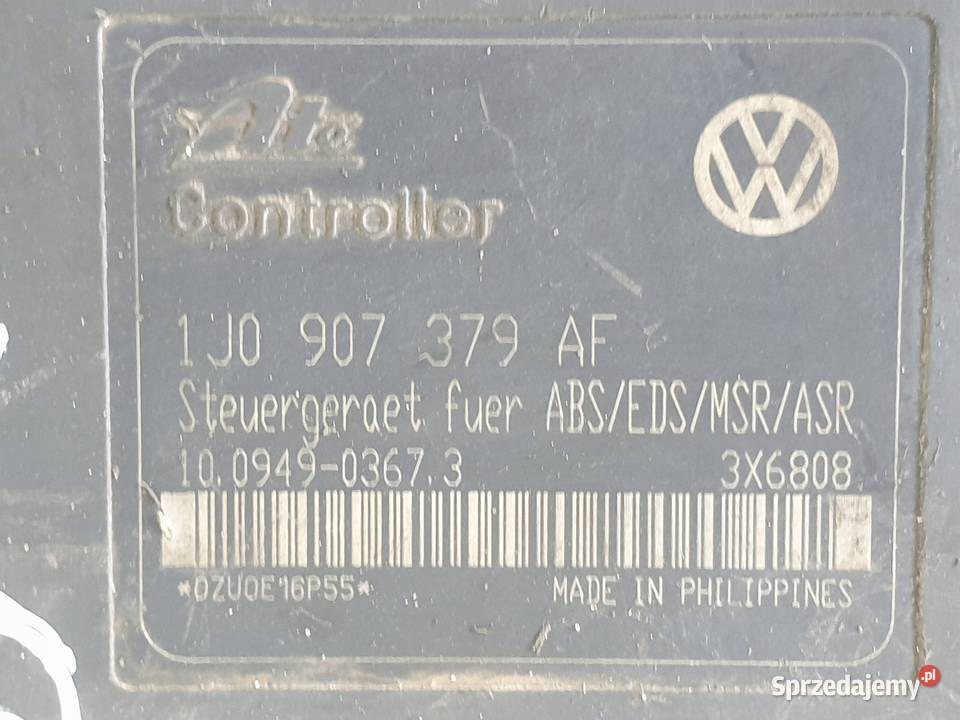 Ate
Controller
1J0 907 379 AF
Steuergeraet fuer ABS/EDS/MSR/ASR
10.0949-0367.3 3X6808
*0ZU0E16P55* MADE IN PHILIPPINES
Sprzedajemy.pl